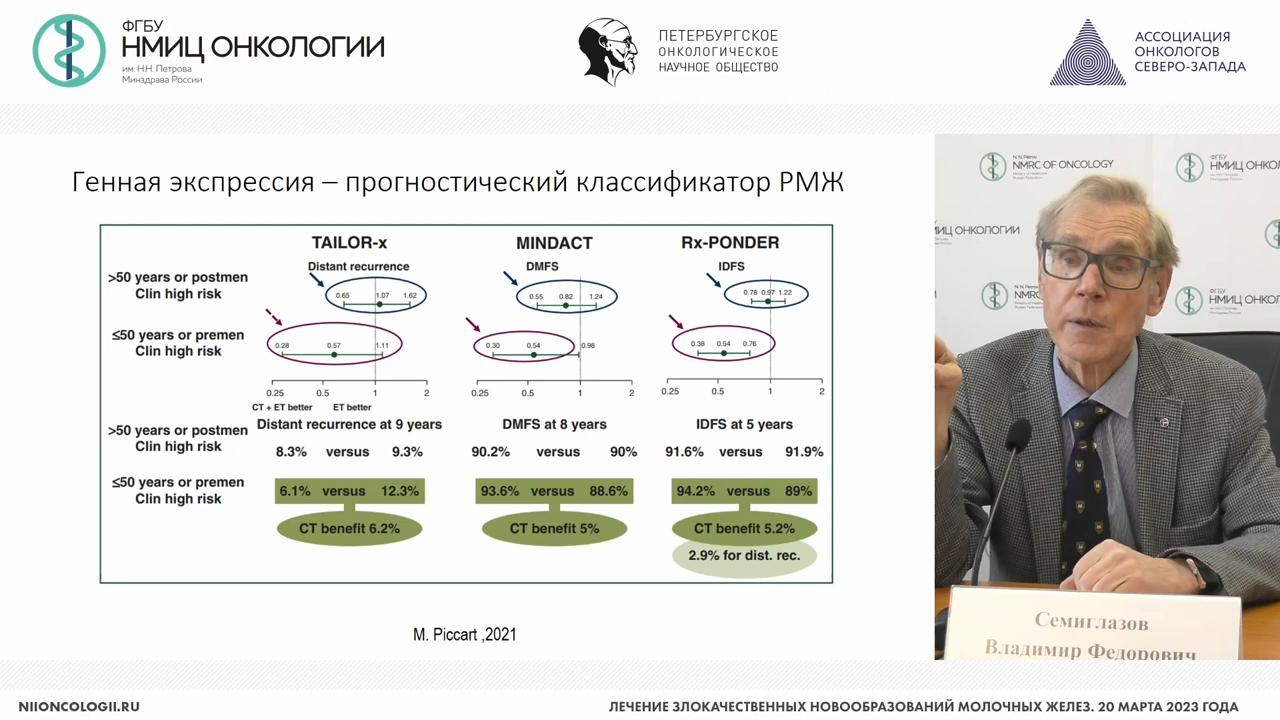 ФГБУ
НМИЦ ОНКОЛОГИИ
им. Н.Н. Петрова
Минздрава России
ПЕТЕРБУРГСКОЕ
ОНКОЛОГИЧЕСКОЕ
НАУЧНОЕ ОБЩЕСТВО
АССОЦИАЦИЯ
ОНКОЛОГОВ
СЕВЕРО-ЗАПАДА
Генная экспрессия – прогностический классификатор РМЖ
TAILOR-x MINDACT Rx-PONDER
Distant recurrence DMFS IDFS
>50 years or postmen
Clin high risk
0.65 1.07 1.62 0.55 0.82 1.24 0.78 0.97 1.22
≤50 years or premen
Clin high risk
0.28 0.57 1.11 0.30 0.54 0.98 0.38 0.54 0.76
0.25 0.5 1 2 0.25 0.5 1 2 0.25 0.5 1 2
CT + ET better ET better
Distant recurrence at 9 years DMFS at 8 years IDFS at 5 years
>50 years or postmen
Clin high risk
8.3% versus 9.3% 90.2% versus 90% 91.6% versus 91.9%
≤50 years or premen
Clin high risk
6.1% versus 12.3% 93.6% versus 88.6% 94.2% versus 89%
CT benefit 6.2% CT benefit 5% CT benefit 5.2%
2.9% for dist. rec.
M. Piccart ,2021
N.N. Petrov
NMRC OF ONCOLOGY
ФГБУ
НМИЦ ОНКО
МИЦ ОНКОЛОГИИ
NMR
НМИЦ ОНКО
Семиглазов
Владимир Федорович
NIIONCOLOGII.RU
ЛЕЧЕНИЕ ЗЛОКАЧЕСТВЕННЫХ НОВООБРАЗОВАНИЙ МОЛОЧНЫХ ЖЕЛЕЗ. 20 МАРТА 2023 ГОДА